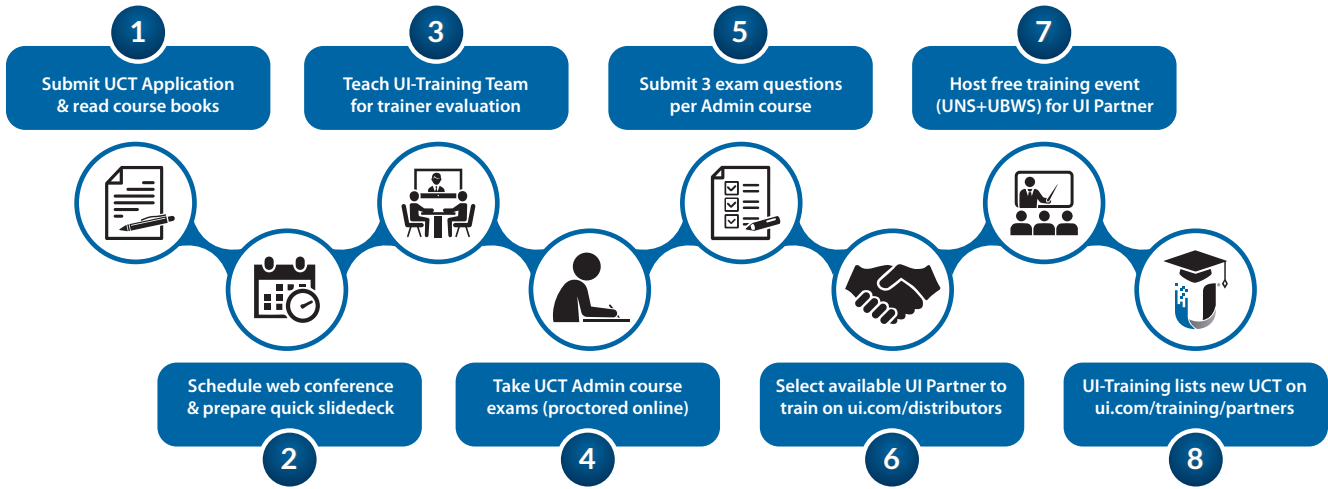 1
Submit UCT Application
& read course books
2
Schedule web conference
& prepare quick slidedeck
3
Teach UI-Training Team
for trainer evaluation
4
Take UCT Admin course
exams (proctored online)
5
Submit 3 exam questions
per Admin course
6
Select available UI Partner to
train on ui.com/distributors
7
Host free training event
(UNS+UBWS) for UI Partner
8
UI-Training lists new UCT on
ui.com/training/partners